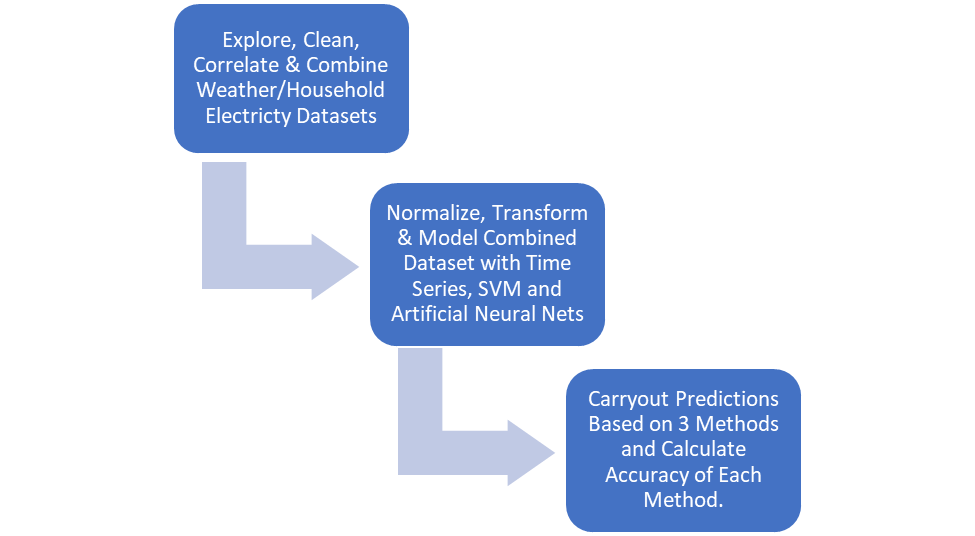 Explore, Clean,
Correlate & Combine
Weather/Household
Electricty Datasets
Normalize, Transform
& Model Combined
Dataset with Time
Series, SVM and
Artificial Neural Nets
Carryout Predictions
Based on 3 Methods
and Calculate
Accuracy of Each
Method.